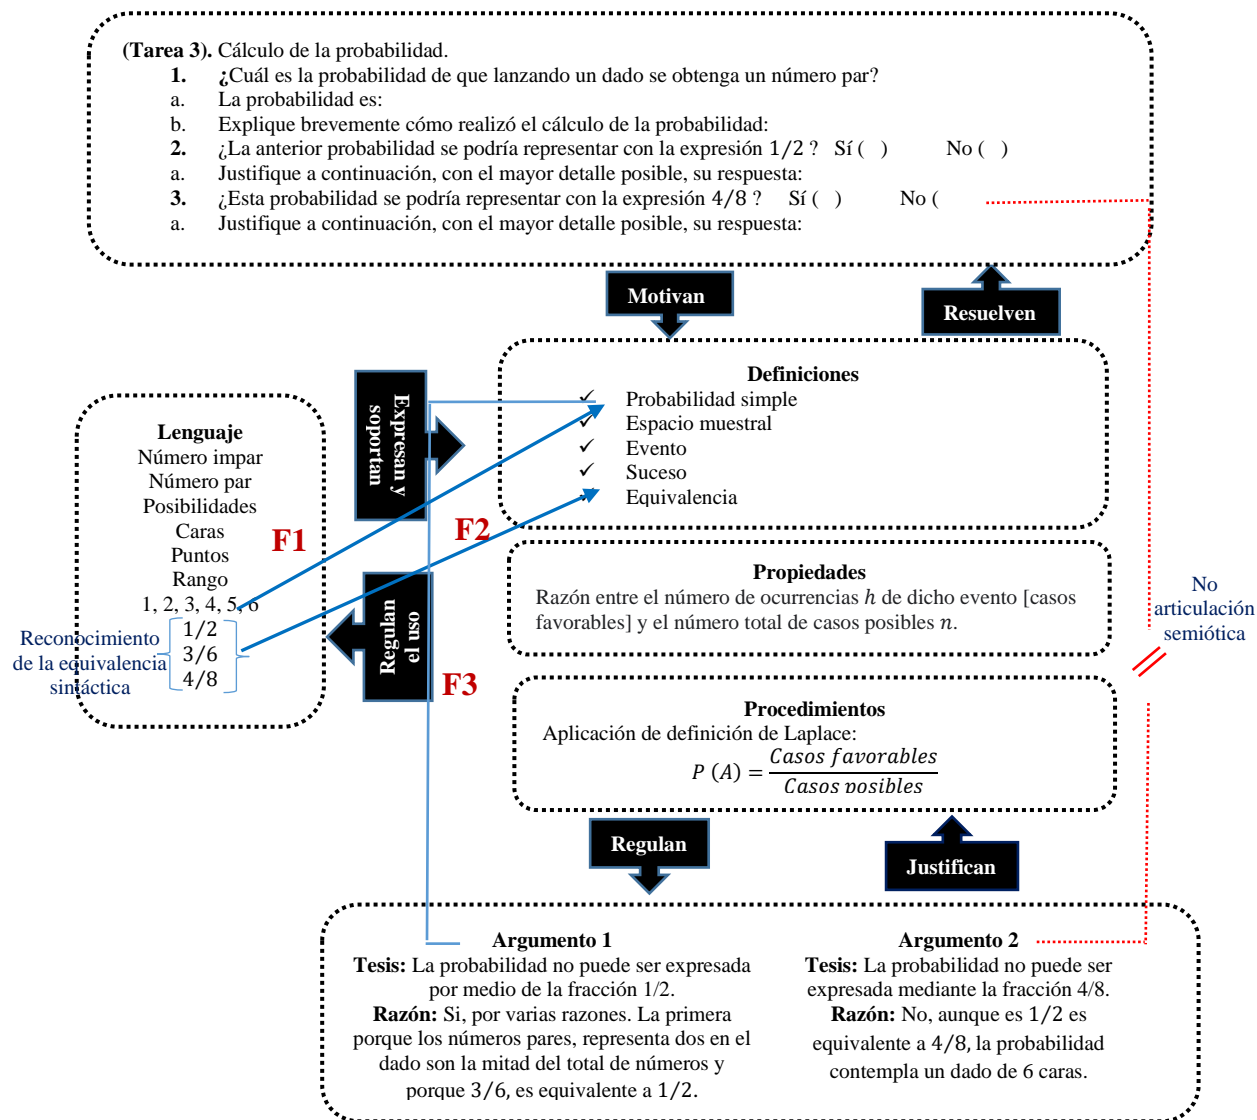 (Tarea 3). Cálculo de la probabilidad.
1. ¿Cuál es la probabilidad de que lanzando un dado se obtenga un número par?
a. La probabilidad es:
b. Explique brevemente cómo realizó el cálculo de la probabilidad:
2. ¿La anterior probabilidad se podría representar con la expresión 1/2 ? Sí ( ) No ( )
a. Justifique a continuación, con el mayor detalle posible, su respuesta:
3. ¿Esta probabilidad se podría representar con la expresión 4/8 ? Sí ( ) No (
a. Justifique a continuación, con el mayor detalle posible, su respuesta:
Motivan
Resuelven
Expresan y
soportan
Definiciones
✓ Probabilidad simple
✓ Espacio muestral
✓ Evento
✓ Suceso
✓ Equivalencia
Lenguaje
Número impar
Número par
Posibilidades
Caras
Puntos
Rango
1, 2, 3, 4, 5, 6
1/2
3/6
4/8
Reconocimiento
de la equivalencia
sintáctica
F1
F2
F3
Regulan
el uso
Propiedades
Razón entre el número de ocurrencias h de dicho evento [casos
favorables] y el número total de casos posibles n.
No
articulación
semiótica
Procedimientos
Aplicación de definición de Laplace:
P (A) = Casos favorables / Casos posibles
Regulan
Justifican
Argumento 1
Tesis: La probabilidad no puede ser expresada
por medio de la fracción 1/2.
Razón: Si, por varias razones. La primera
porque los números pares, representa dos en el
dado son la mitad del total de números y
porque 3/6, es equivalente a 1/2.
Argumento 2
Tesis: La probabilidad no puede ser
expresada mediante la fracción 4/8.
Razón: No, aunque es 1/2 es
equivalente a 4/8, la probabilidad
contempla un dado de 6 caras.